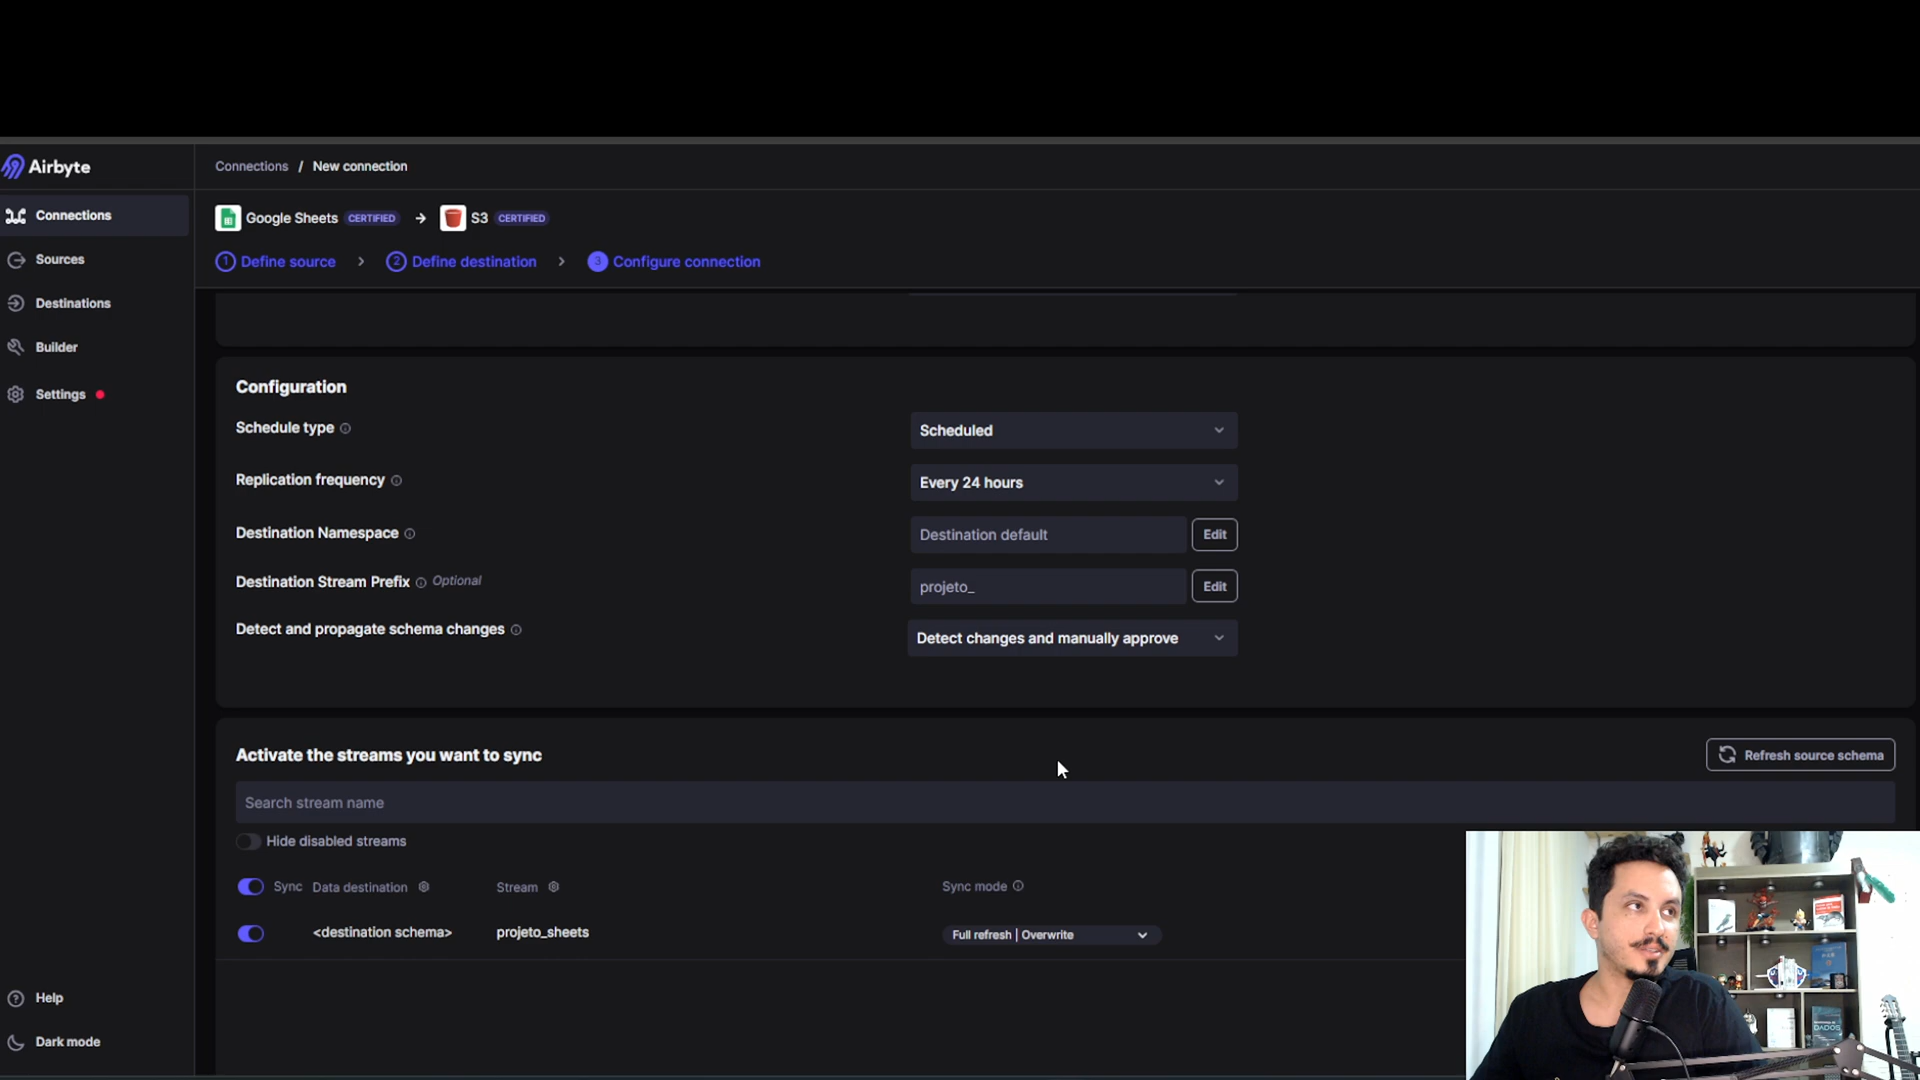 Airbyte
Connections / New connection
Connections
Sources
Destinations
Builder
Settings
Help
Dark mode
Google Sheets CERTIFIED → S3 CERTIFIED
1 Define source > 2 Define destination > 3 Configure connection
Configuration
Schedule type
Scheduled
Replication frequency
Every 24 hours
Destination Namespace
Destination default
Edit
Destination Stream Prefix Optional
projeto_
Edit
Detect and propagate schema changes
Detect changes and manually approve
Activate the streams you want to sync
Refresh source schema
Search stream name
Hide disabled streams
Sync Data destination Stream Sync mode
<destination schema> projeto_sheets Full refresh | Overwrite
DADOS